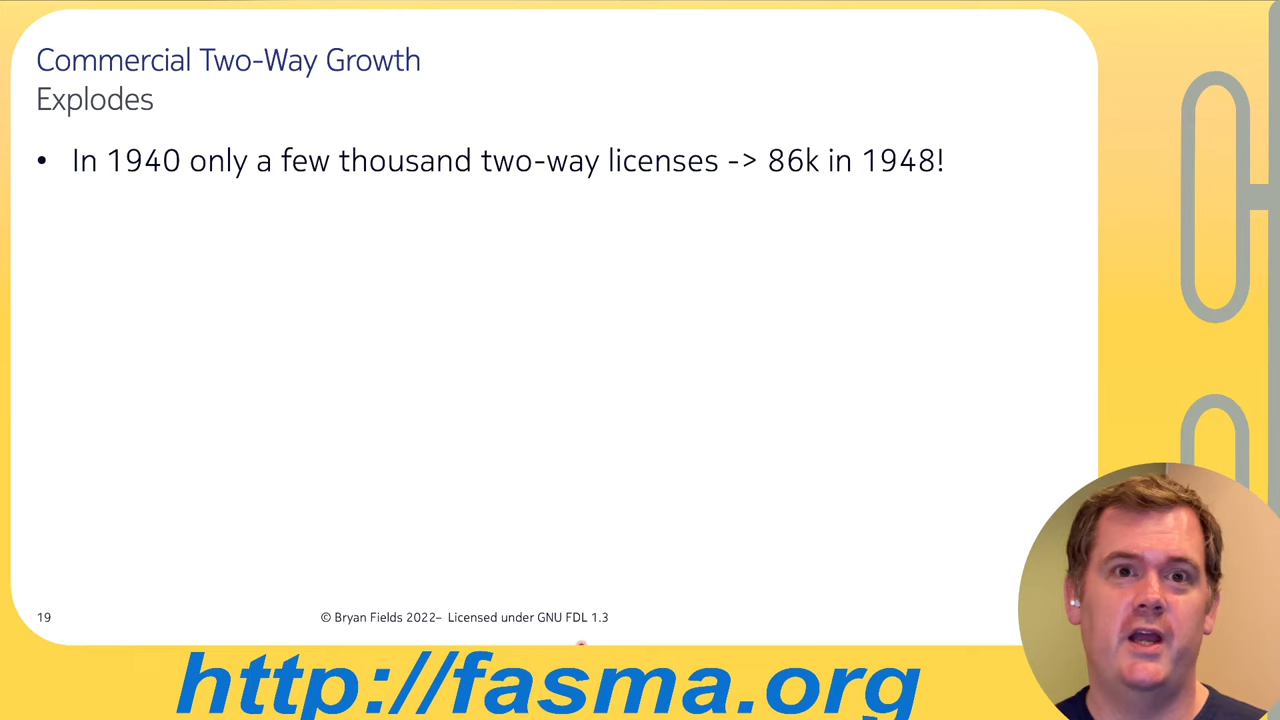 Commercial Two-Way Growth
Explodes
• In 1940 only a few thousand two-way licenses -> 86k in 1948!
19
© Bryan Fields 2022– Licensed under GNU FDL 1.3
http://fasma.org